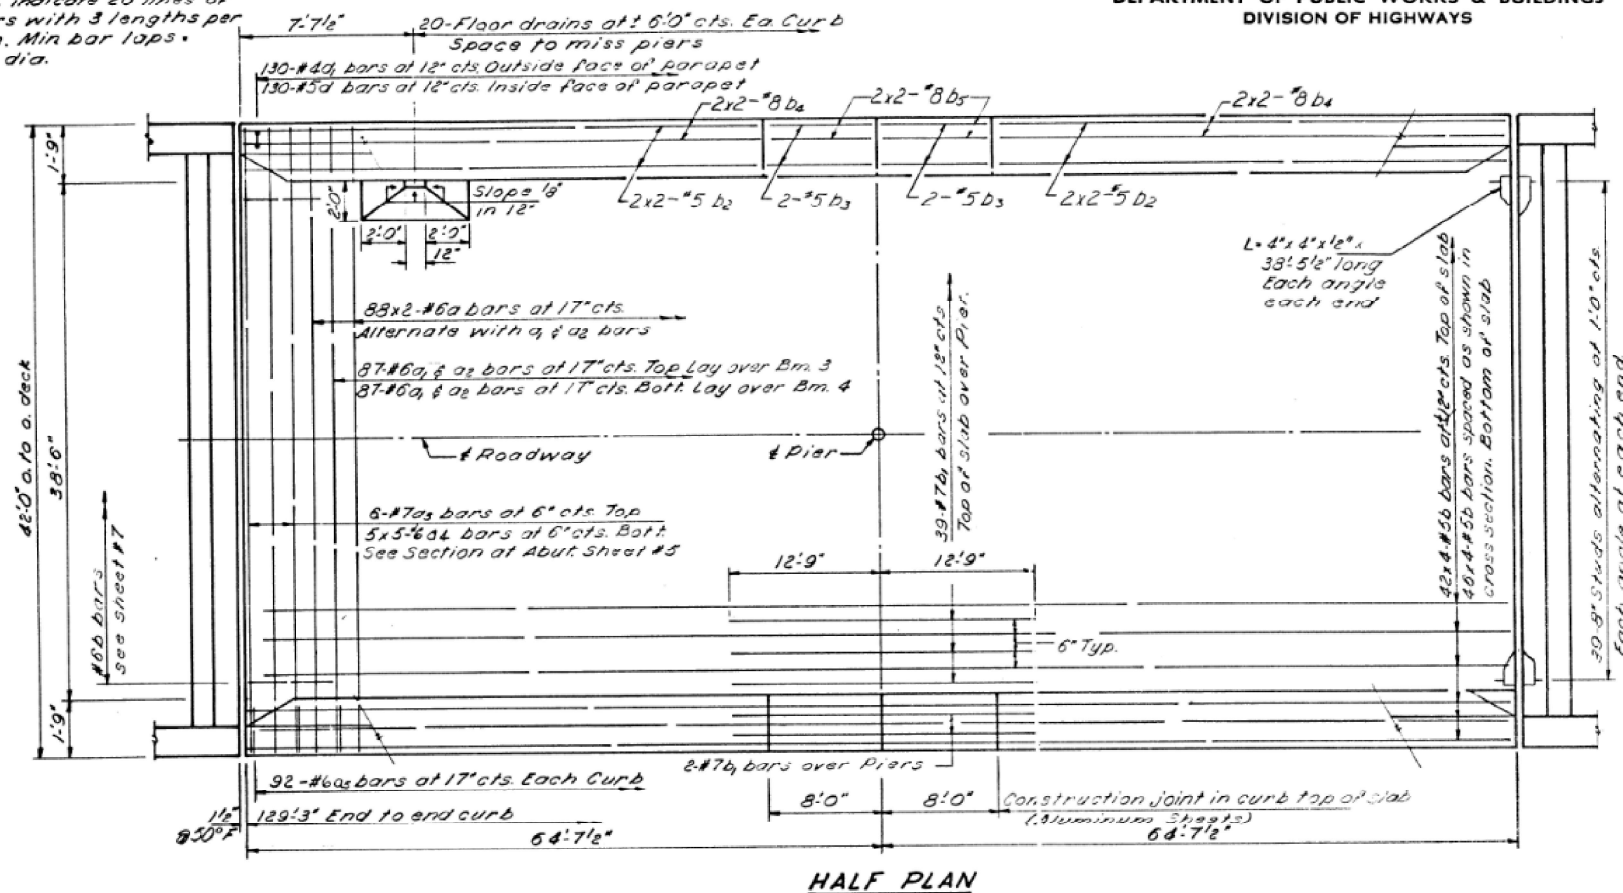 rs with 3 lengths per
Min bar laps.
dia.
DEPARTMENT OF PUBLIC WORKS & BUILDINGS
DIVISION OF HIGHWAYS
7'-7½"
20-Floor drains at ± 6'-0" cts. Ea. Curb
Space to miss piers
130-#4d, bars at 12" cts. Outside face of parapet
130-#5d bars at 12" cts. Inside face of parapet
2x2-#8 b4
2x2-#8 b5
2x2-#8 b4
1'-9"
2'-0"
Slope ⅛"
in 12"
2x2-#5 b2
2-#5 b3
2-#5 b3
2x2-#5 b2
2'-0"
2'-0"
12"
L- 4"x 4"x ½" x
38'-5½" long
Each angle
each end
88x2-#6a bars at 17" cts.
Alternate with a1 & a2 bars
87-#6a1 & a2 bars at 17" cts. Top Lay over Bm. 3
87-#6a1 & a2 bars at 17" cts. Bott. Lay over Bm. 4
42'-0" o. to o. deck
38'-6"
℄ Roadway
℄ Pier
39-#7b1 bars at 12" cts
Top of slab over Pier.
42x4-#5b bars at 12" cts. Top of slab
46x4-#5b bars spaced as shown in
cross section. Bottom of slab
at 1'-0" cts.
alternating
#6b bars
see sheet #7
6-#7a3 bars at 6" cts. Top
bars at 6" cts. Bott.
See Section at Abut. Sheet #5
12'-9"
12'-9"
6" Typ.
1'-9"
2-#7b1 bars over Piers
92-#6a5 bars at 17" cts. Each Curb
8'-0"
8'-0"
Construction joint in curb top of slab
(Aluminum Sheets)
1½"
@50°F
129'-3" End to end curb
64'-7½"
64'-7½"
HALF PLAN